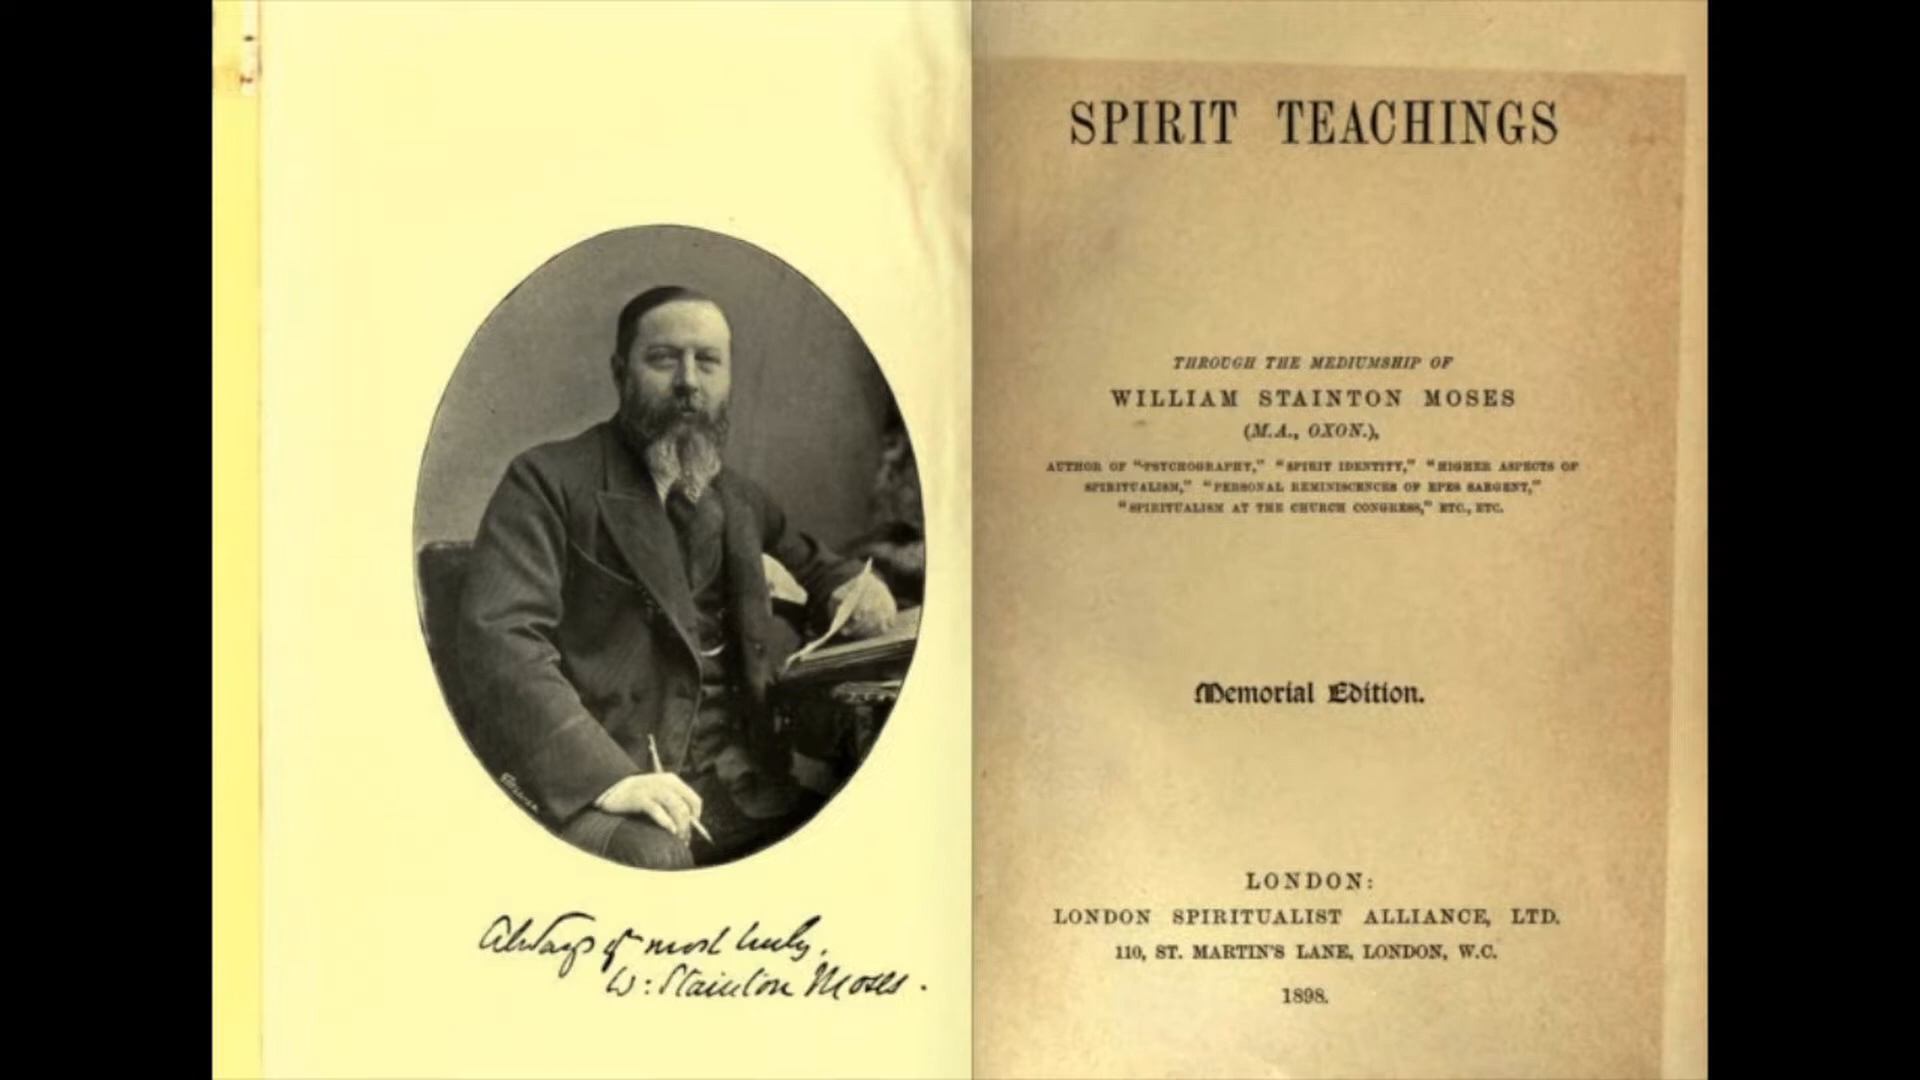 Always yrs most truly,
W: Stainton Moses.
SPIRIT TEACHINGS
THROUGH THE MEDIUMSHIP OF
WILLIAM STAINTON MOSES
(M.A., OXON.),
AUTHOR OF "PSYCHOGRAPHY," "SPIRIT IDENTITY," "HIGHER ASPECTS OF
SPIRITUALISM," "PERSONAL REMINISCENCES OF EPES SARGENT,"
"SPIRITUALISM AT THE CHURCH CONGRESS," ETC., ETC.
Memorial Edition.
LONDON:
LONDON SPIRITUALIST ALLIANCE, LTD.
110, ST. MARTIN'S LANE, LONDON, W.C.
1898.